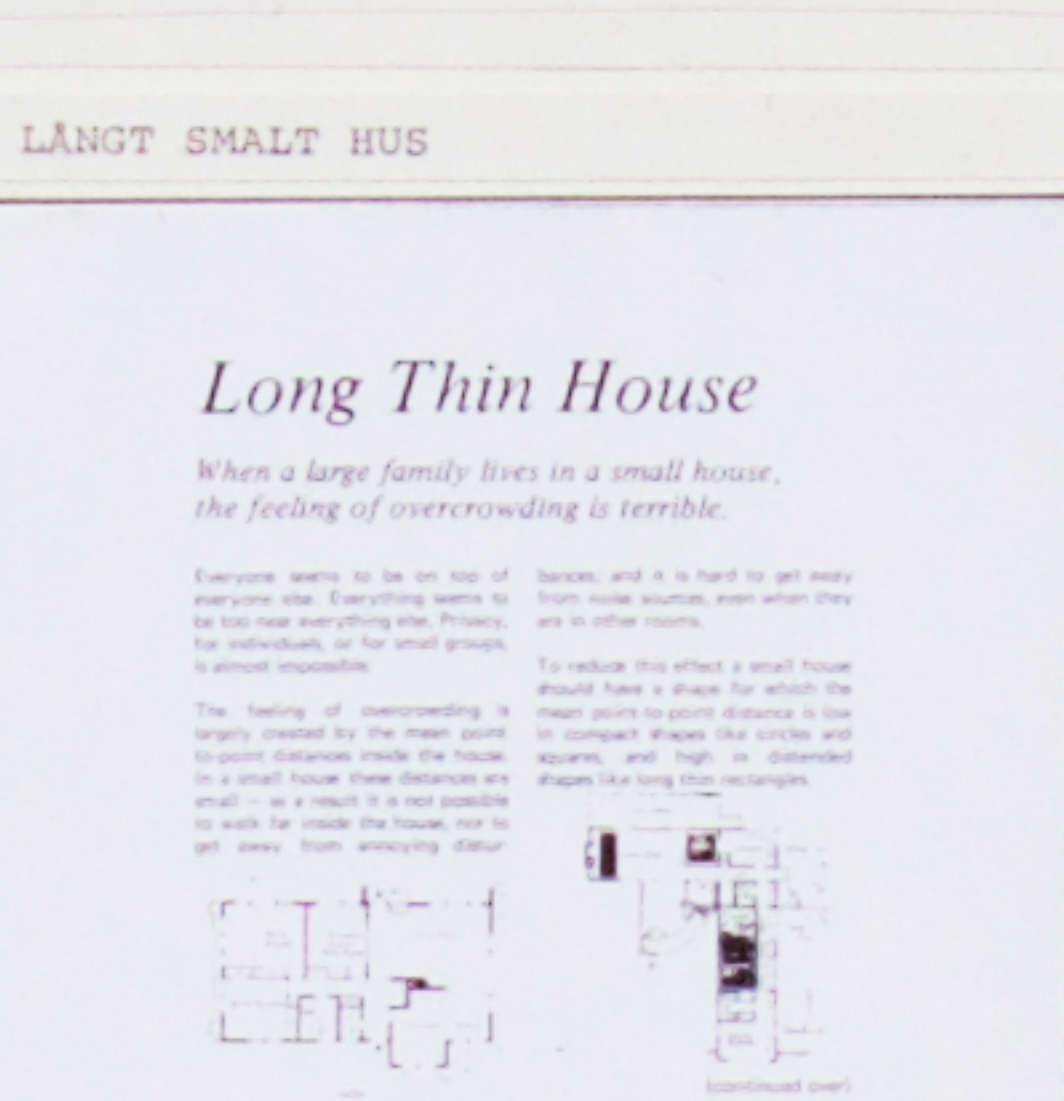 LÅNGT SMALT HUS
Long Thin House
When a large family lives in a small house,
the feeling of overcrowding is terrible.
Everyone seems to be on top of
everyone else. Everything seems to
be too near everything else. Privacy,
for individuals, or for small groups,
is almost impossible.
The feeling of overcrowding is
largely created by the mean point-
to-point distances inside the house.
In a small house these distances are
small — as a result it is not possible
to walk far inside the house, nor to
get away from annoying distur-
bances, and it is hard to get away
from noise sources, even when they
are in other rooms.
To reduce this effect a small house
should have a shape for which the
mean point to point distance is low
in compact shapes like circles and
squares, and high in distended
shapes like long thin rectangles.
(continued over)